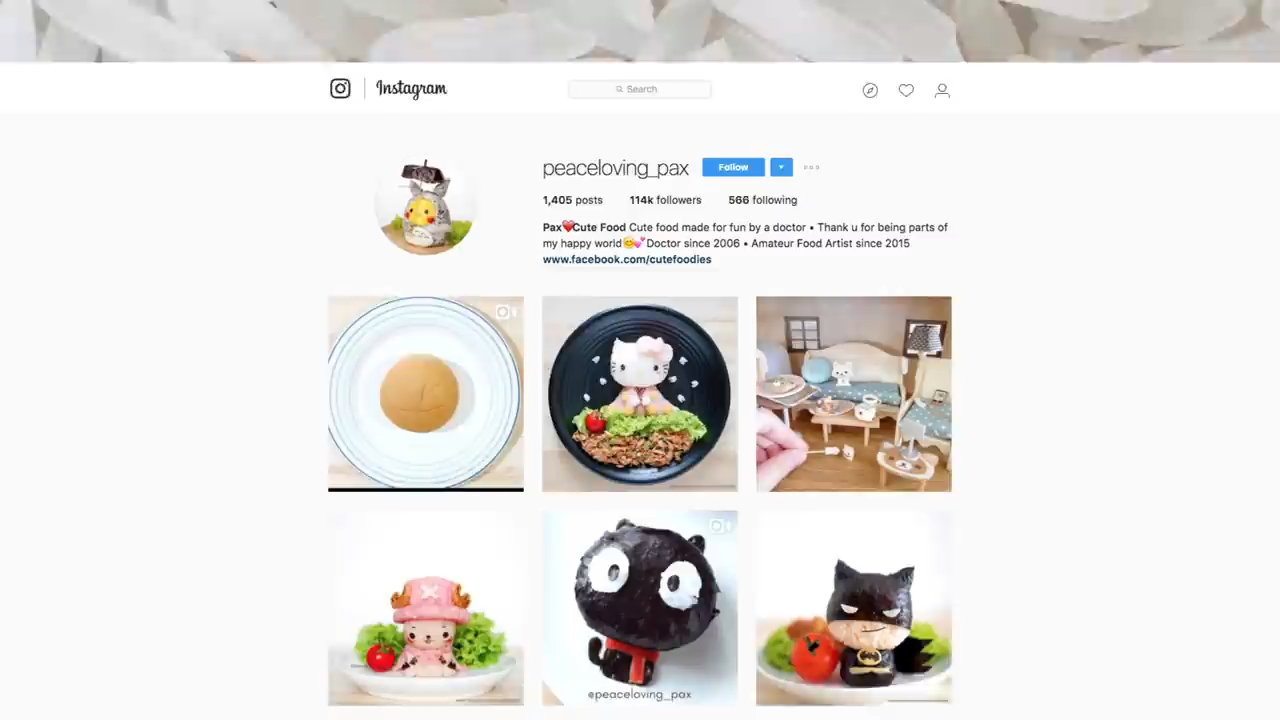 Instagram
Search
peaceloving_pax Follow
1,405 posts 114k followers 566 following
Pax❤️Cute Food Cute food made for fun by a doctor • Thank u for being parts of
my happy world😊💕Doctor since 2006 • Amateur Food Artist since 2015
www.facebook.com/cutefoodies
@peaceloving_pax